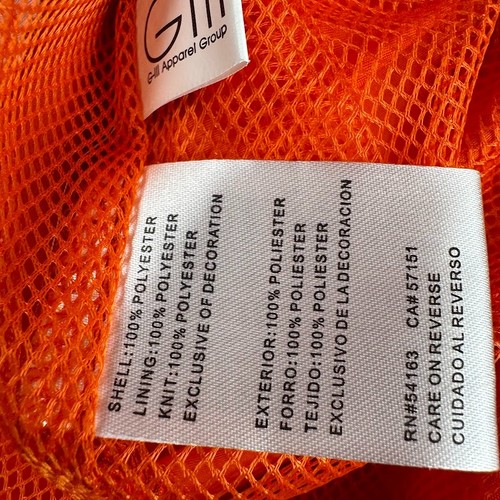 GIII
G-III Apparel Group
SHELL:100% POLYESTER
LINING:100% POLYESTER
KNIT:100% POLYESTER
EXCLUSIVE OF DECORATION
EXTERIOR:100% POLIESTER
FORRO:100% POLIESTER
TEJIDO:100% POLIESTER
EXCLUSIVO DE LA DECORACION
RN#54163 CA# 57151
CARE ON REVERSE
CUIDADO AL REVERSO